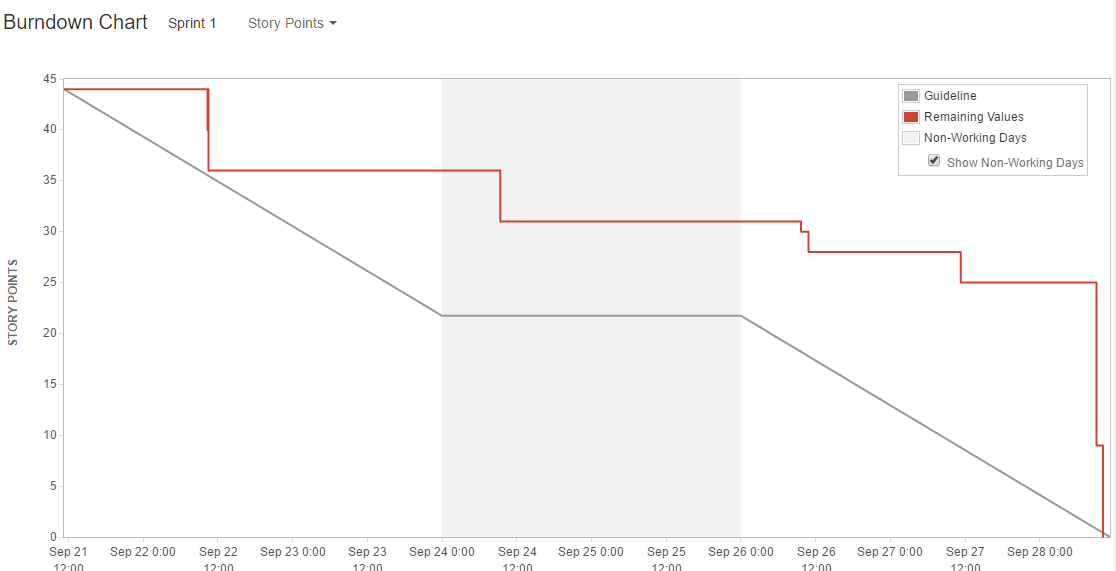 Burndown Chart Sprint 1 Story Points
45
40
35
30
25
20
15
10
5
0
STORY POINTS
Guideline
Remaining Values
Non-Working Days
Show Non-Working Days
Sep 21 Sep 22 0:00 Sep 22 Sep 23 0:00 Sep 23 Sep 24 0:00 Sep 24 Sep 25 0:00 Sep 25 Sep 26 0:00 Sep 26 Sep 27 0:00 Sep 27 Sep 28 0:00
12:00 12:00 12:00 12:00 12:00 12:00 12:00